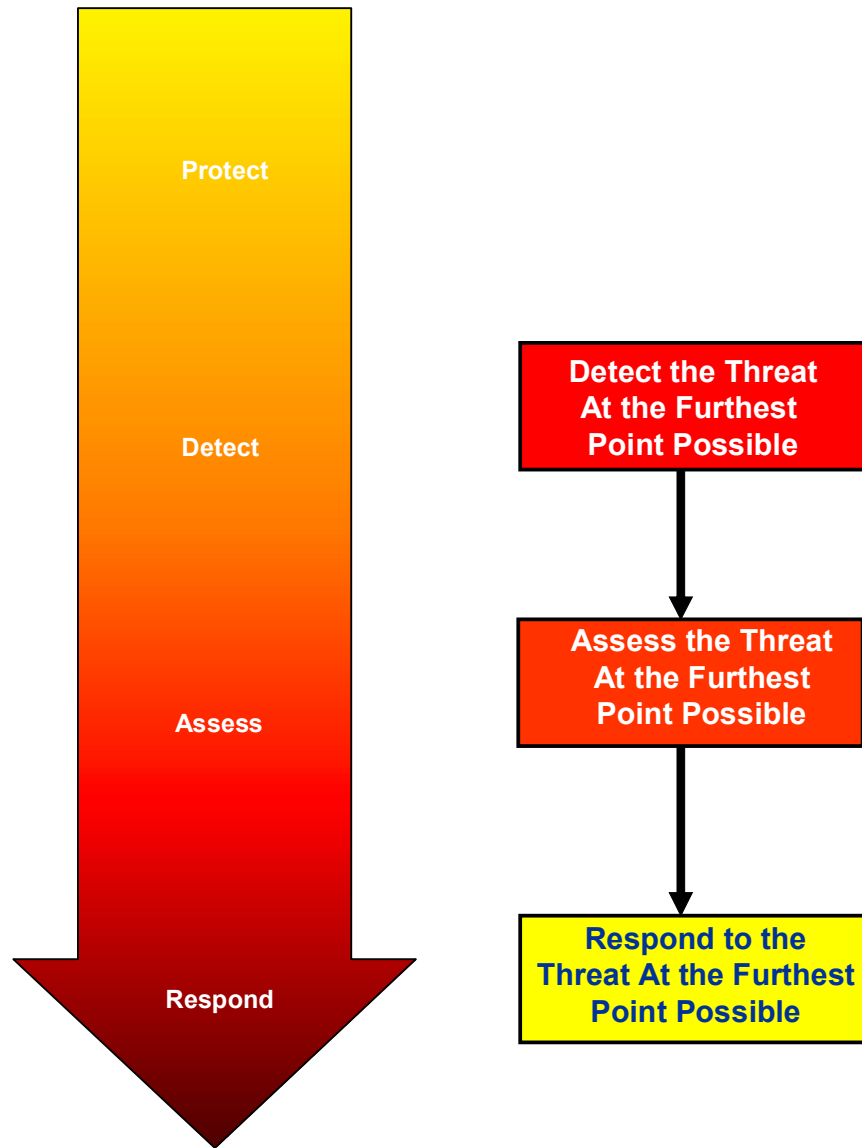 Protect
Detect
Assess
Respond
Detect the Threat
At the Furthest
Point Possible
Assess the Threat
At the Furthest
Point Possible
Respond to the
Threat At the Furthest
Point Possible